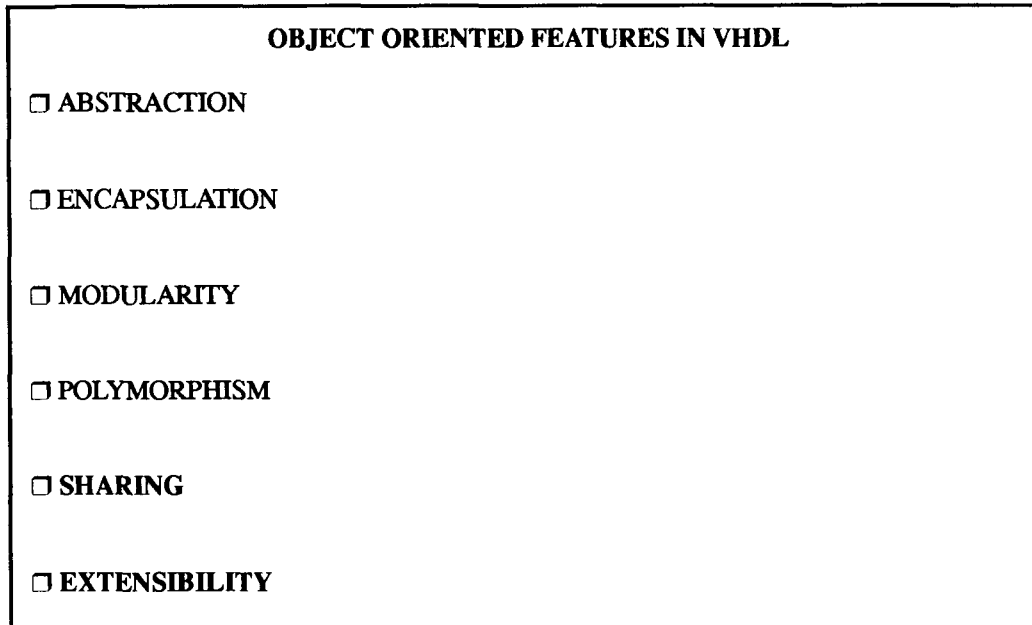 OBJECT ORIENTED FEATURES IN VHDL
❒ ABSTRACTION
❒ ENCAPSULATION
❒ MODULARITY
❒ POLYMORPHISM
❒ SHARING
❒ EXTENSIBILITY